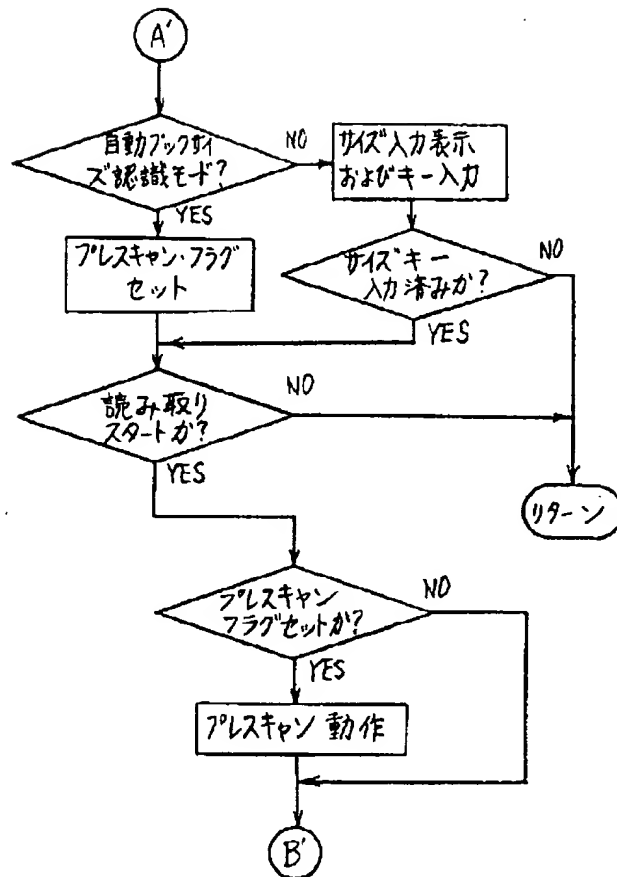 A'
自動ブックサイ
ズ認識モード?
NO
サイズ入力表示
およびキー入力
YES
プレスキャン・フラグ
セット
サイズキー
入力済みか?
NO
YES
読み取り
スタートか?
NO
YES
リターン
プレスキャン
フラグセットか?
NO
YES
プレスキャン動作
B'